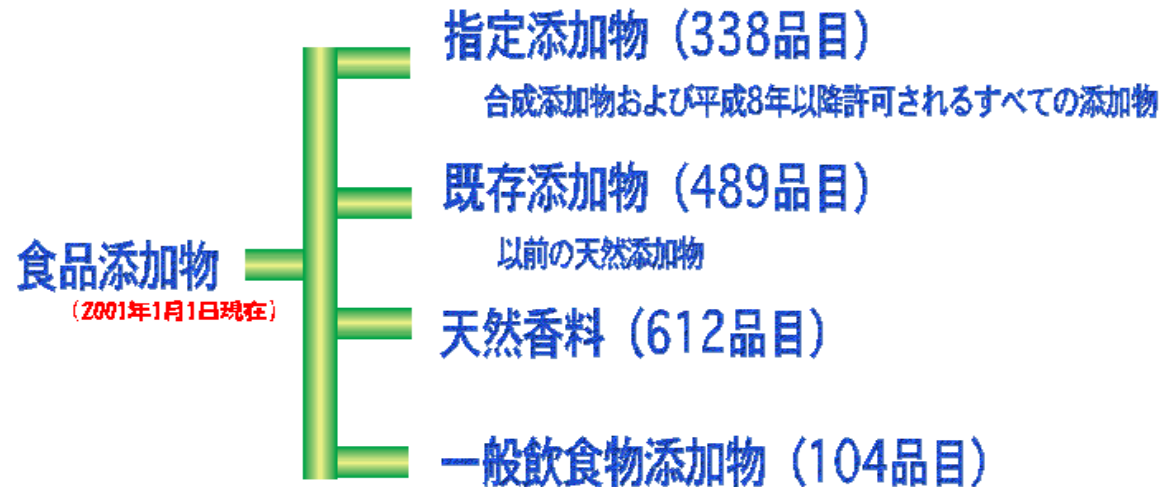 食品添加物
(2001年1月1日現在)
指定添加物(338品目)
合成添加物および平成8年以降許可されるすべての添加物
既存添加物(489品目)
以前の天然添加物
天然香料(612品目)
一般飲食物添加物(104品目)